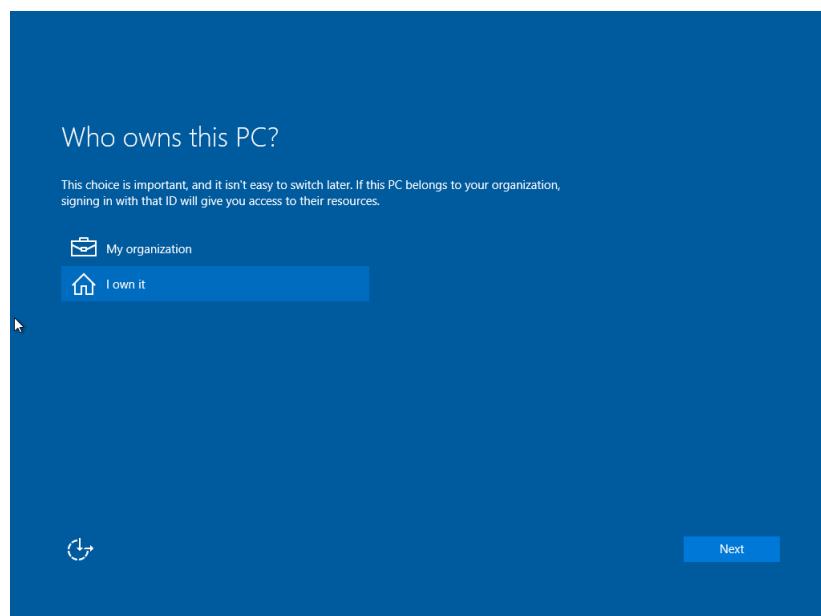 Who owns this PC?
This choice is important, and it isn't easy to switch later. If this PC belongs to your organization,
signing in with that ID will give you access to their resources.
My organization
I own it
Next